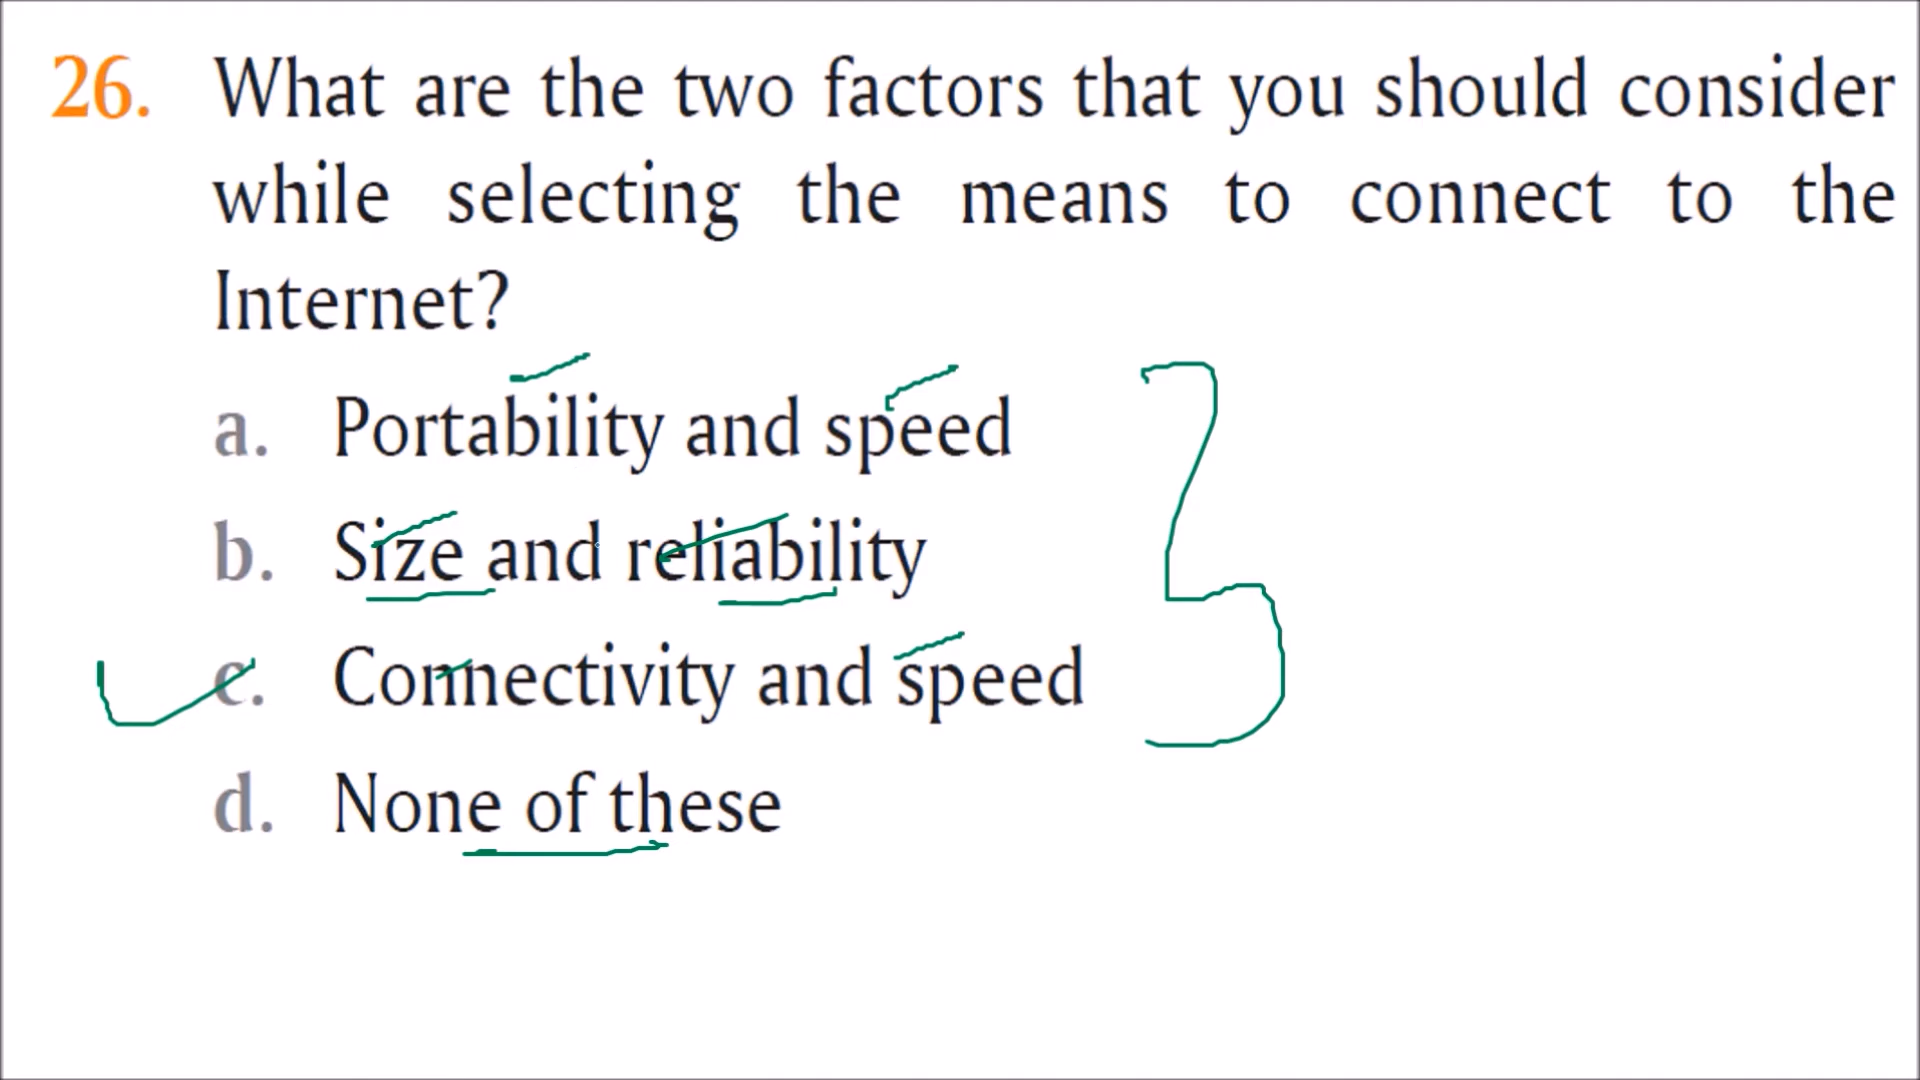 26. What are the two factors that you should consider
while selecting the means to connect to the
Internet?
a. Portability and speed
b. Size and reliability
c. Connectivity and speed
d. None of these